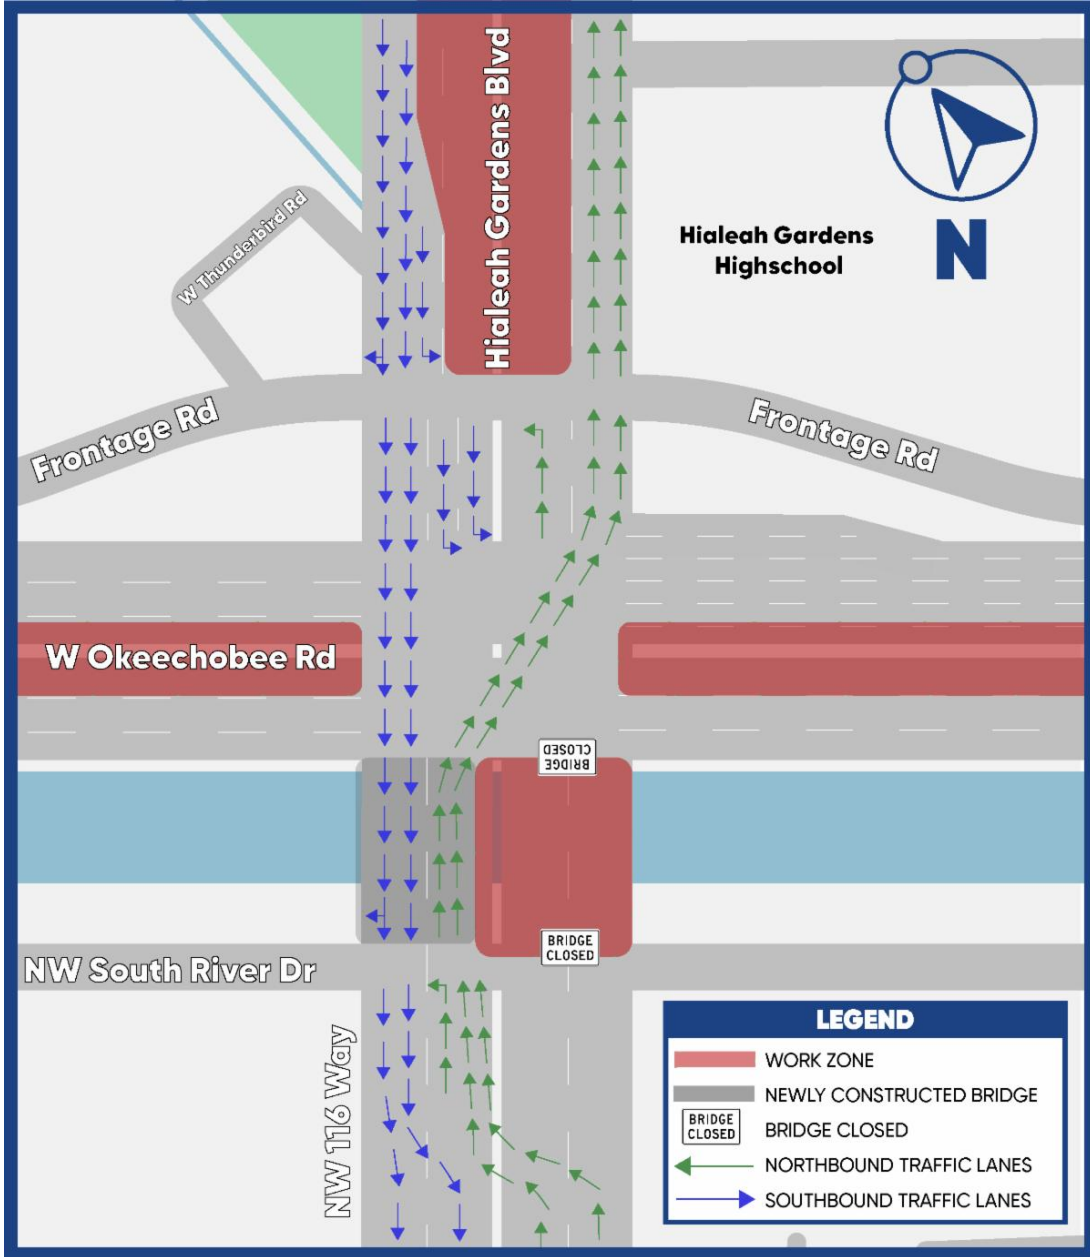 Hialeah Gardens Blvd
W Thunderbird Rd
Hialeah Gardens
Highschool
N
Frontage Rd
Frontage Rd
W Okeechobee Rd
BRIDGE
CLOSED
BRIDGE
CLOSED
NW South River Dr
NW 116 Way
LEGEND
WORK ZONE
NEWLY CONSTRUCTED BRIDGE
BRIDGE
CLOSED
BRIDGE CLOSED
NORTHBOUND TRAFFIC LANES
SOUTHBOUND TRAFFIC LANES